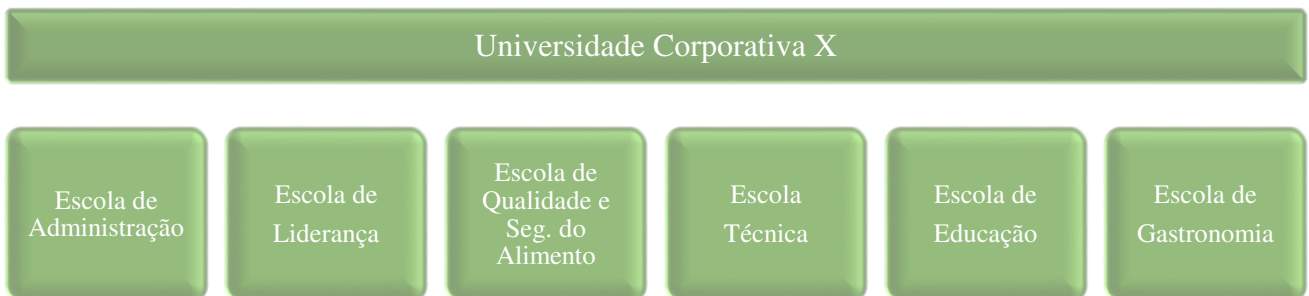 Universidade Corporativa X
Escola de
Administração
Escola de
Liderança
Escola de
Qualidade e
Seg. do
Alimento
Escola
Técnica
Escola de
Educação
Escola de
Gastronomia